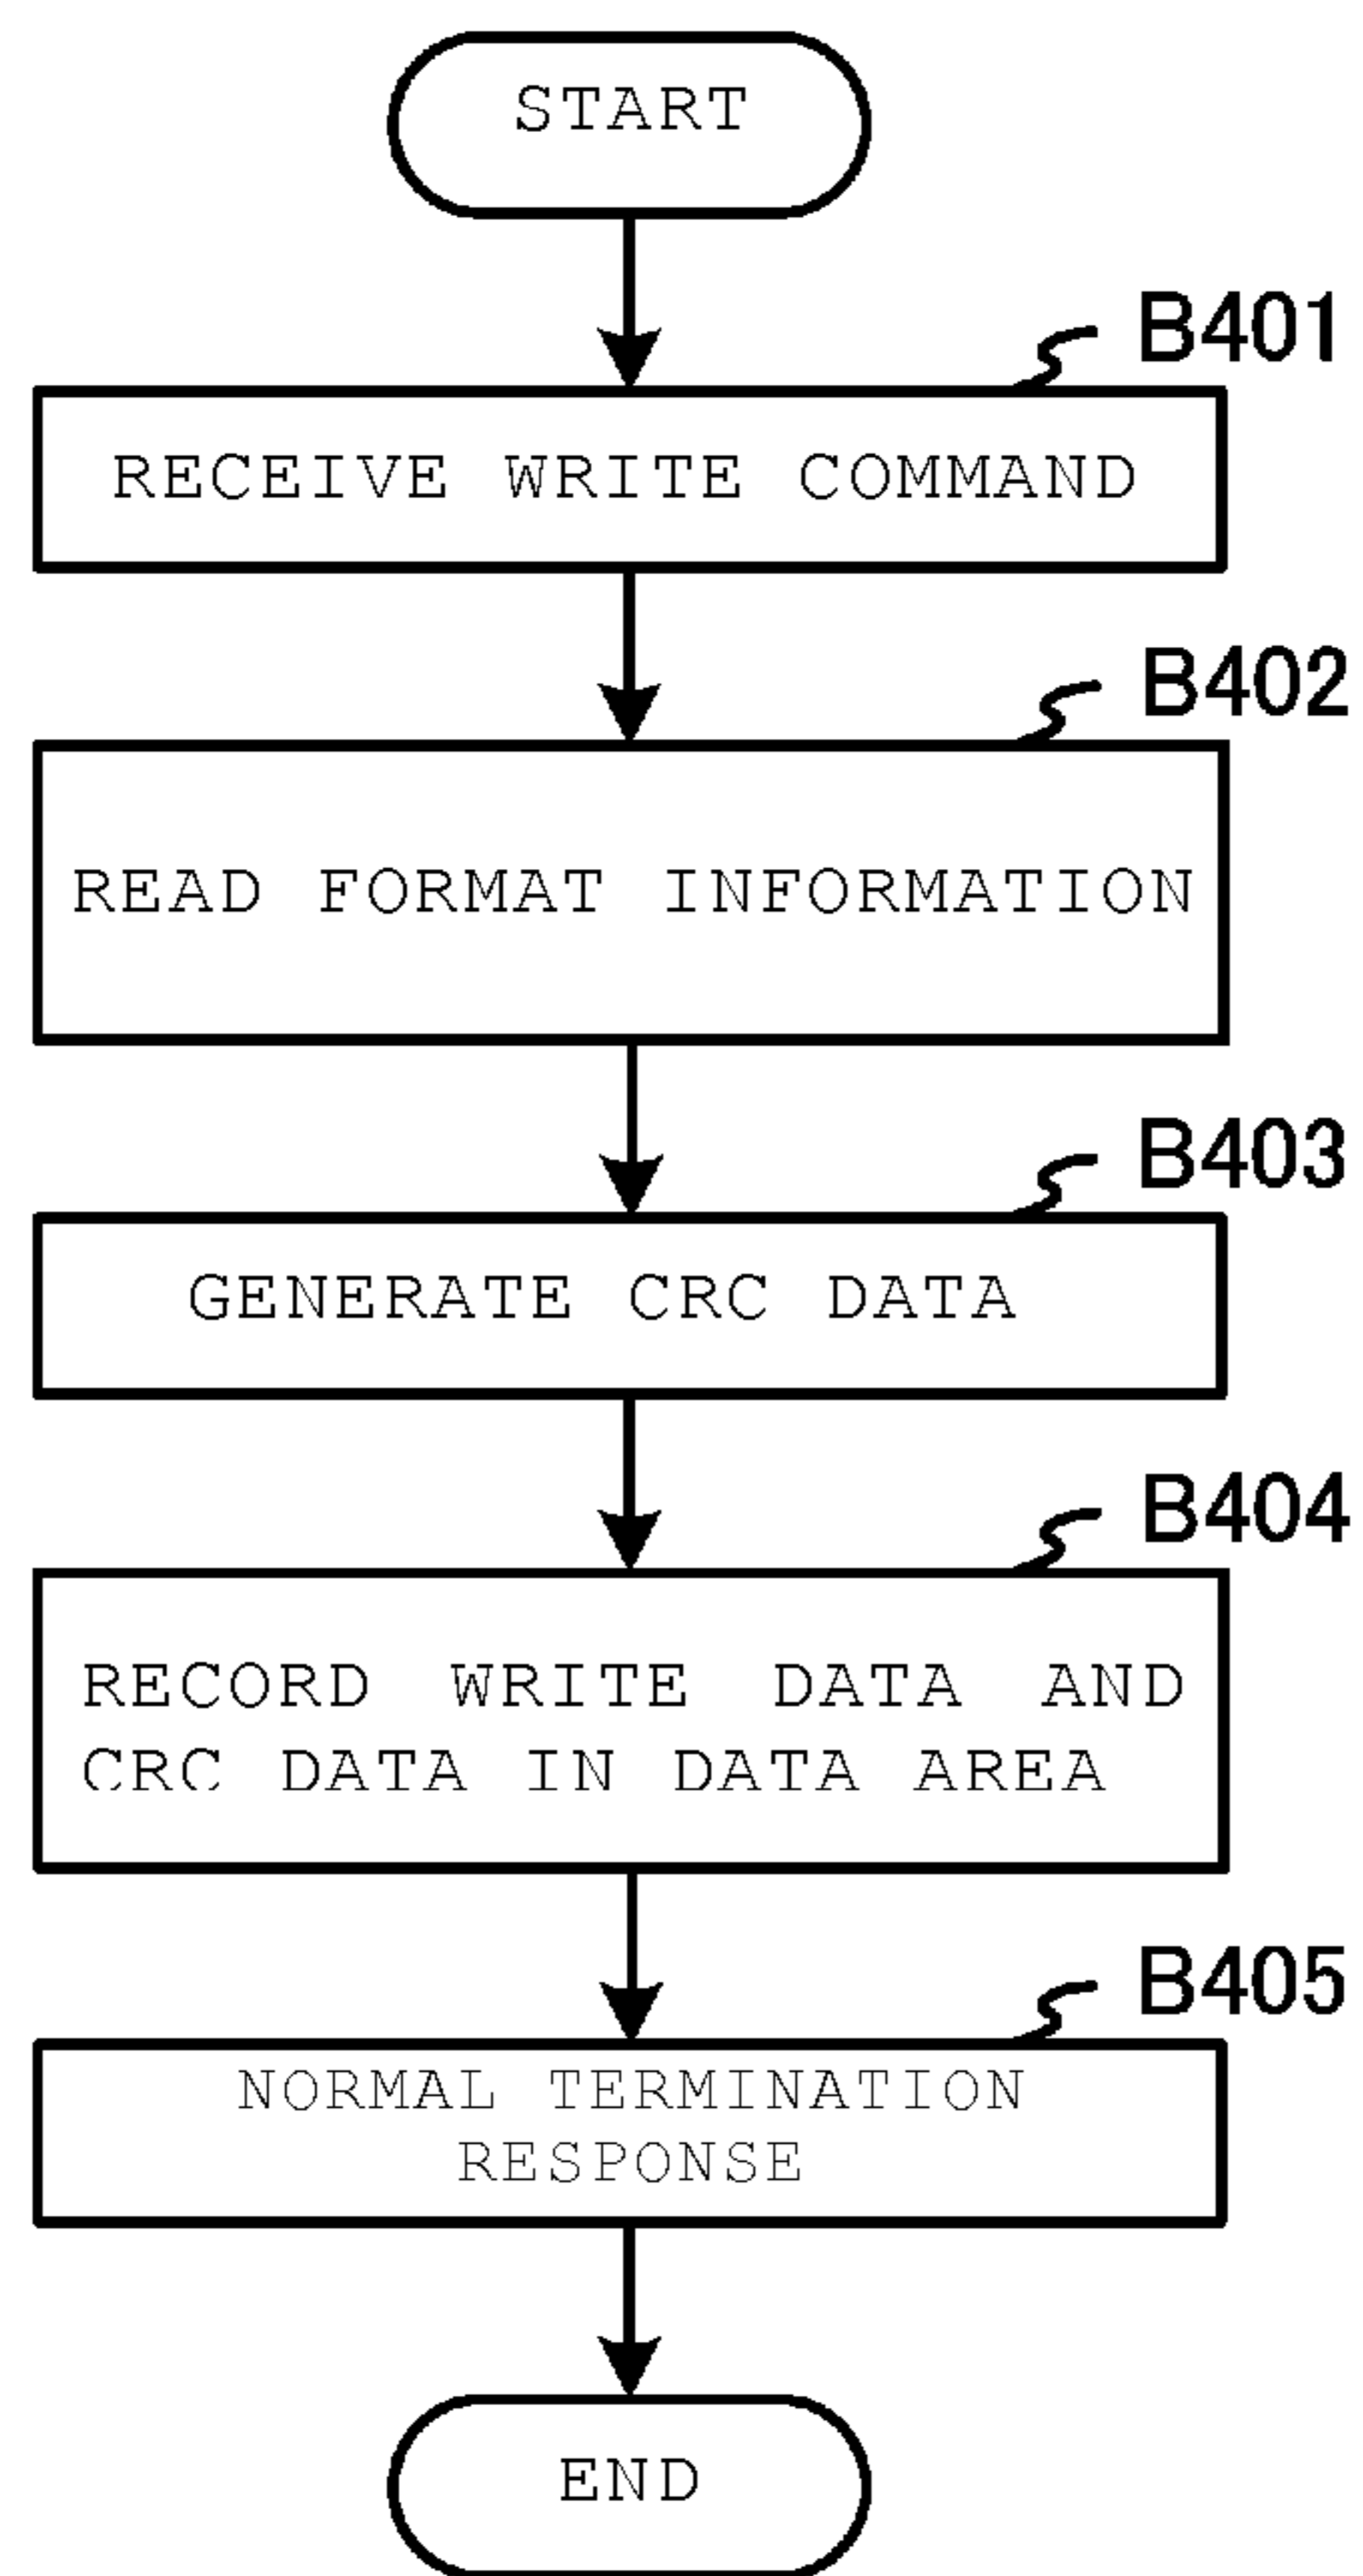 START
B401
RECEIVE WRITE COMMAND
B402
READ FORMAT INFORMATION
B403
GENERATE CRC DATA
B404
RECORD WRITE DATA AND
CRC DATA IN DATA AREA
B405
NORMAL TERMINATION
RESPONSE
END